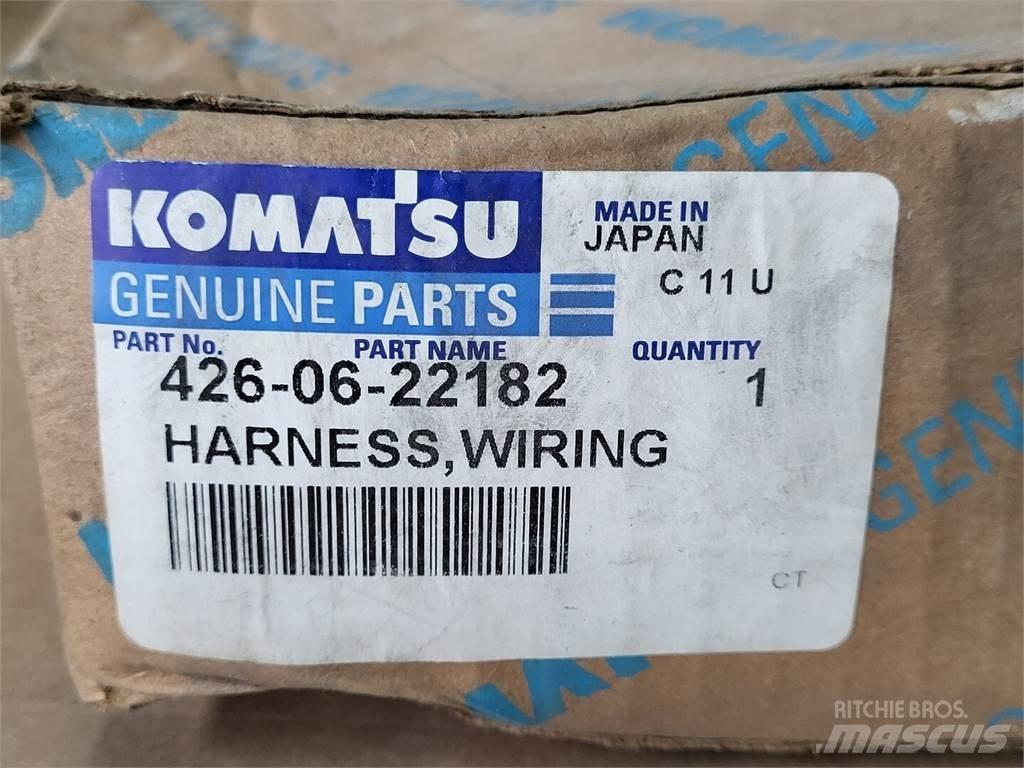 KOMATSU
GENUINE PARTS
MADE IN
JAPAN
C 11 U
PART No. PART NAME QUANTITY
426-06-22182 1
HARNESS,WIRING
CT
RITCHIE BROS.
MASCUS